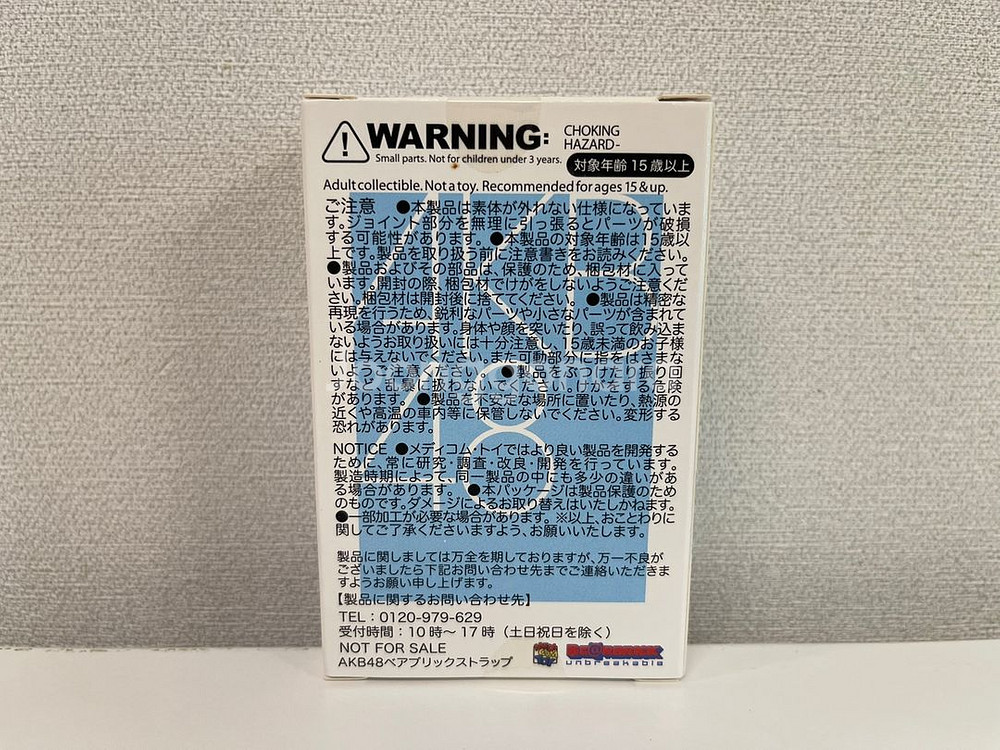 WARNING:
CHOKING
HAZARD-
Small parts. Not for children under 3 years.
対象年齢 15歳以上
Adult collectible. Not a toy. Recommended for ages 15 & up.
ご注意 ●本製品は素体が外れない仕様になっていま
す。ジョイント部分を無理に引っ張るとパーツが破損
する可能性があります。●本製品の対象年齢は15歳以
上です。製品を取り扱う前に注意書きをお読みください。
●製品およびその部品は、保護のため、梱包材に入って
います。開封の際、梱包材でけがをしないようご注意くだ
さい。梱包材は開封後に捨ててください。 ●製品は精密な
再現を行うため、鋭利なパーツや小さなパーツが含まれて
いる場合があります。身体や顔を突いたり、誤って飲み込ま
ないようお取り扱いには十分注意し、15歳未満のお子様
には与えないでください。また可動部分に指をはさまな
いようご注意ください。 ●製品をぶつけたり振り回
すなど、乱暴に扱わないでください。けがをする危険
があります。 ●製品を不安定な場所に置いたり、熱源の
近くや高温の車内等に保管しないでください。変形する
恐れがあります。
NOTICE ●メディコム・トイではより良い製品を開発する
ために、常に研究・調査・改良・開発を行っています。
製造時期によって、同一製品の中にも多少の違いがあ
る場合があります。 ●本パッケージは製品保護のため
のものです。ダメージによるお取り替えはいたしかねます。
●一部加工が必要な場合があります。※以上、おことわりに
関してご了承くださいますよう、お願いいたします。
製品に関しましては万全を期しておりますが、万一不良が
ございましたら下記お問い合わせ先までご連絡いただきま
すようお願い申し上げます。
【製品に関するお問い合わせ先】
TEL：0120-979-629
受付時間：10時～17時（土日祝日を除く）
NOT FOR SALE
AKB48ベアブリックストラップ
BE@RBRICK
unbreakable
AKB
48